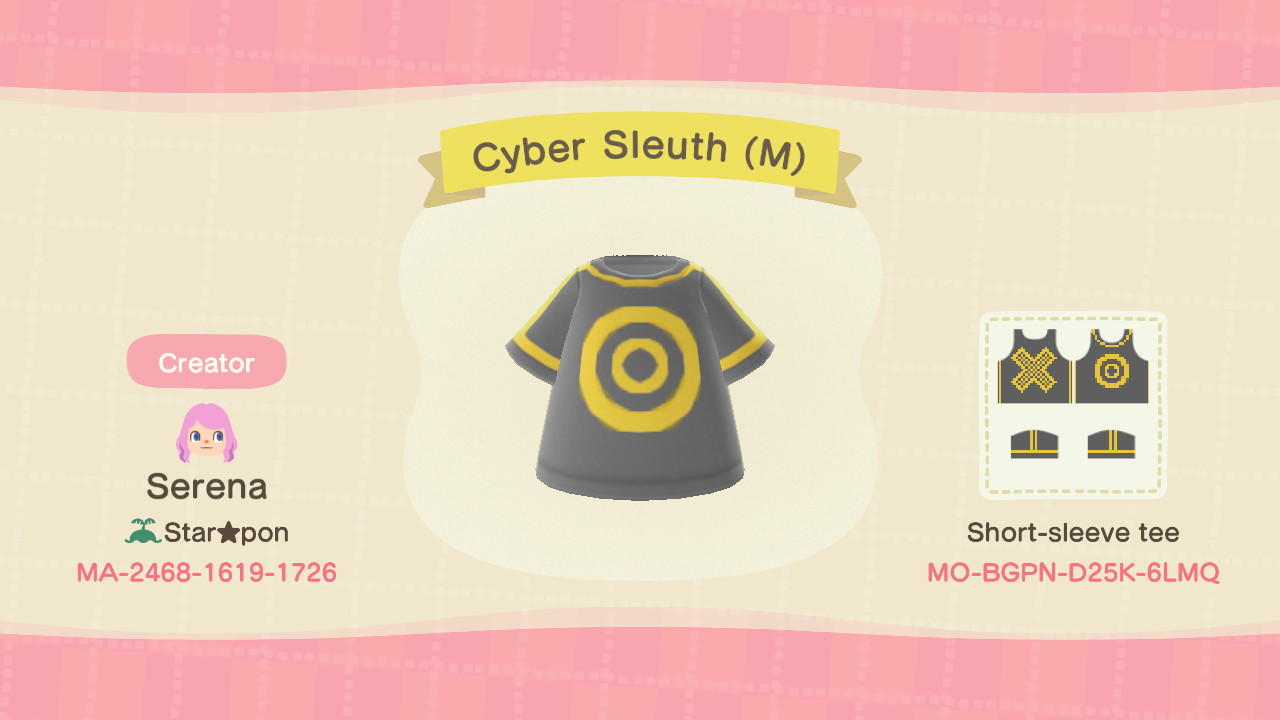 Cyber Sleuth (M)
Creator
Serena
Star★pon
MA-2468-1619-1726
Short-sleeve tee
MO-BGPN-D25K-6LMQ